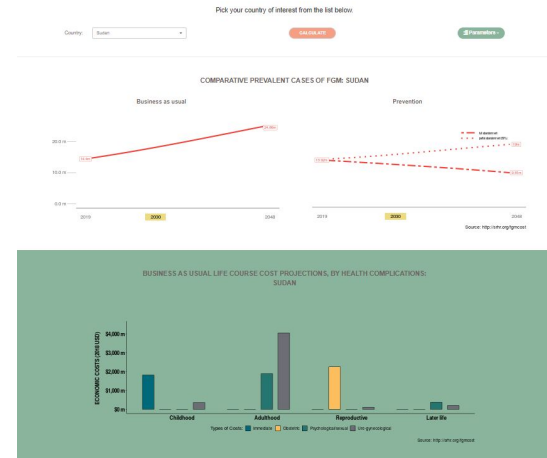 Pick your country of interest from the list below.
Country Sudan CALCULATE Parameters
COMPARATIVE PREVALENT CASES OF FGM: SUDAN
Business as usual
20.0 m
10.0 m
0.0 m
2019 2030 2048
Prevention
2019 2030 2048
Source: http://srhr.org/fgmcost
BUSINESS AS USUAL LIFE COURSE COST PROJECTIONS, BY HEALTH COMPLICATIONS:
SUDAN
ECONOMIC COSTS (2018 USD)
$4,000 m
$3,000 m
$2,000 m
$1,000 m
$0 m
Childhood Adulthood Reproductive Later life
Types of Costs: Immediate Obstetric Psychological/sexual Uro-gynecological
Source: http://srhr.org/fgmcost